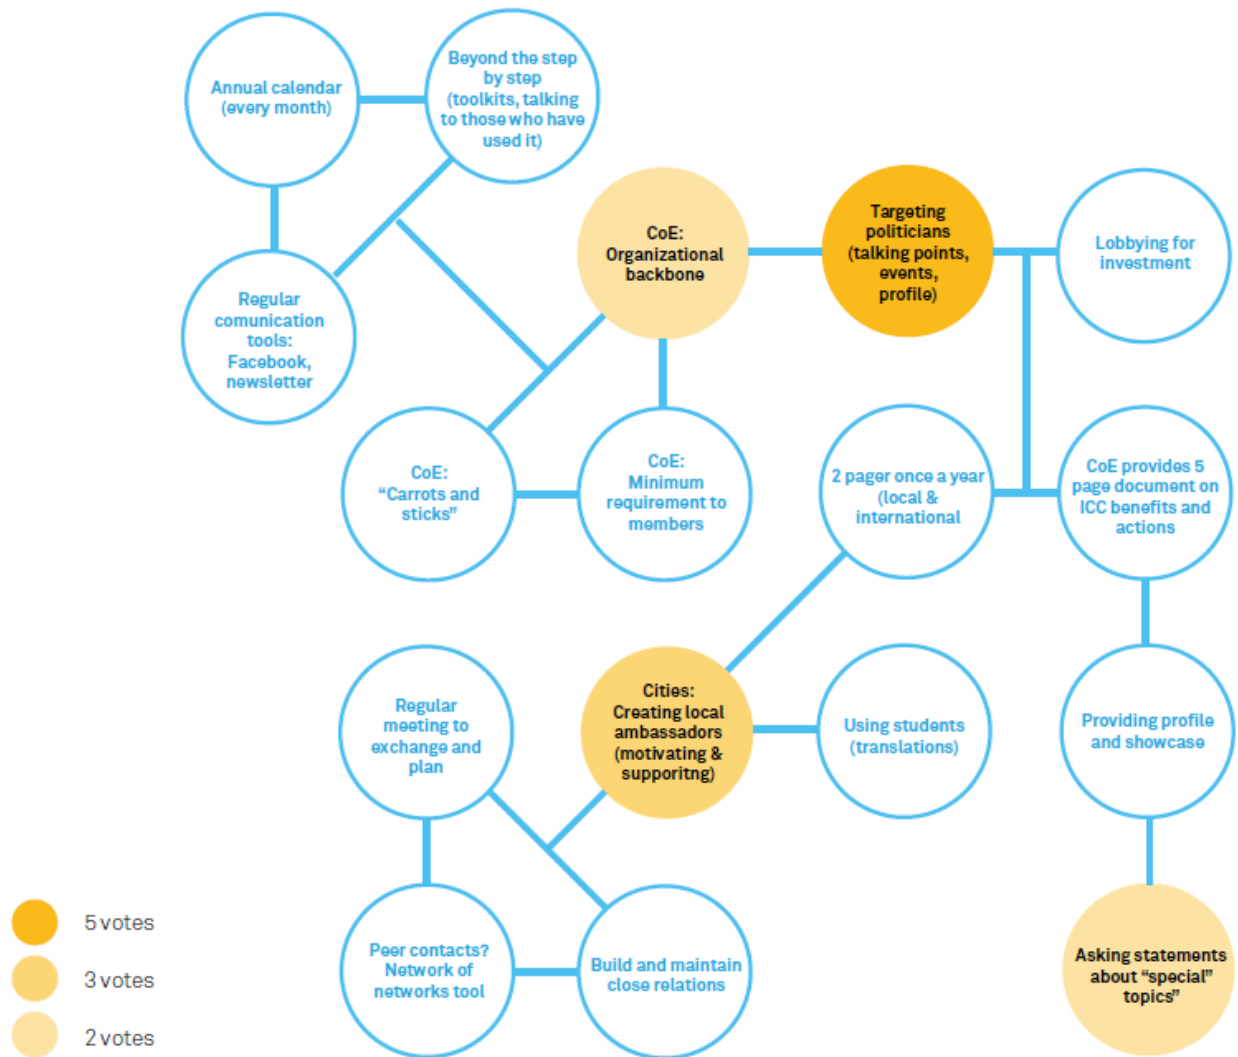 Annual calendar
(every month)
Beyond the step
by step
(toolkits, talking
to those who have
used it)
Regular
comunication
tools:
Facebook,
newsletter
CoE:
Organizational
backbone
Targeting
politicians
(talking points,
events,
profile)
Lobbying for
investment
CoE:
“Carrots and
sticks”
CoE:
Minimum
requirement to
members
2 pager once a year
(local &
international
CoE provides 5
page document on
ICC benefits and
actions
Regular
meeting to
exchange and
plan
Cities:
Creating local
ambassadors
(motivating &
supporitng)
Using students
(translations)
Providing profile
and showcase
Peer contacts?
Network of
networks tool
Build and maintain
close relations
Asking statements
about “special”
topics”
5 votes
3 votes
2 votes